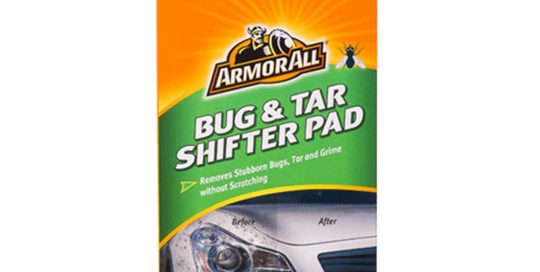 ARMORALL
BUG & TAR
SHIFTER PAD
Removes Stubborn Bugs, Tar and Grime
without Scratching
Before After